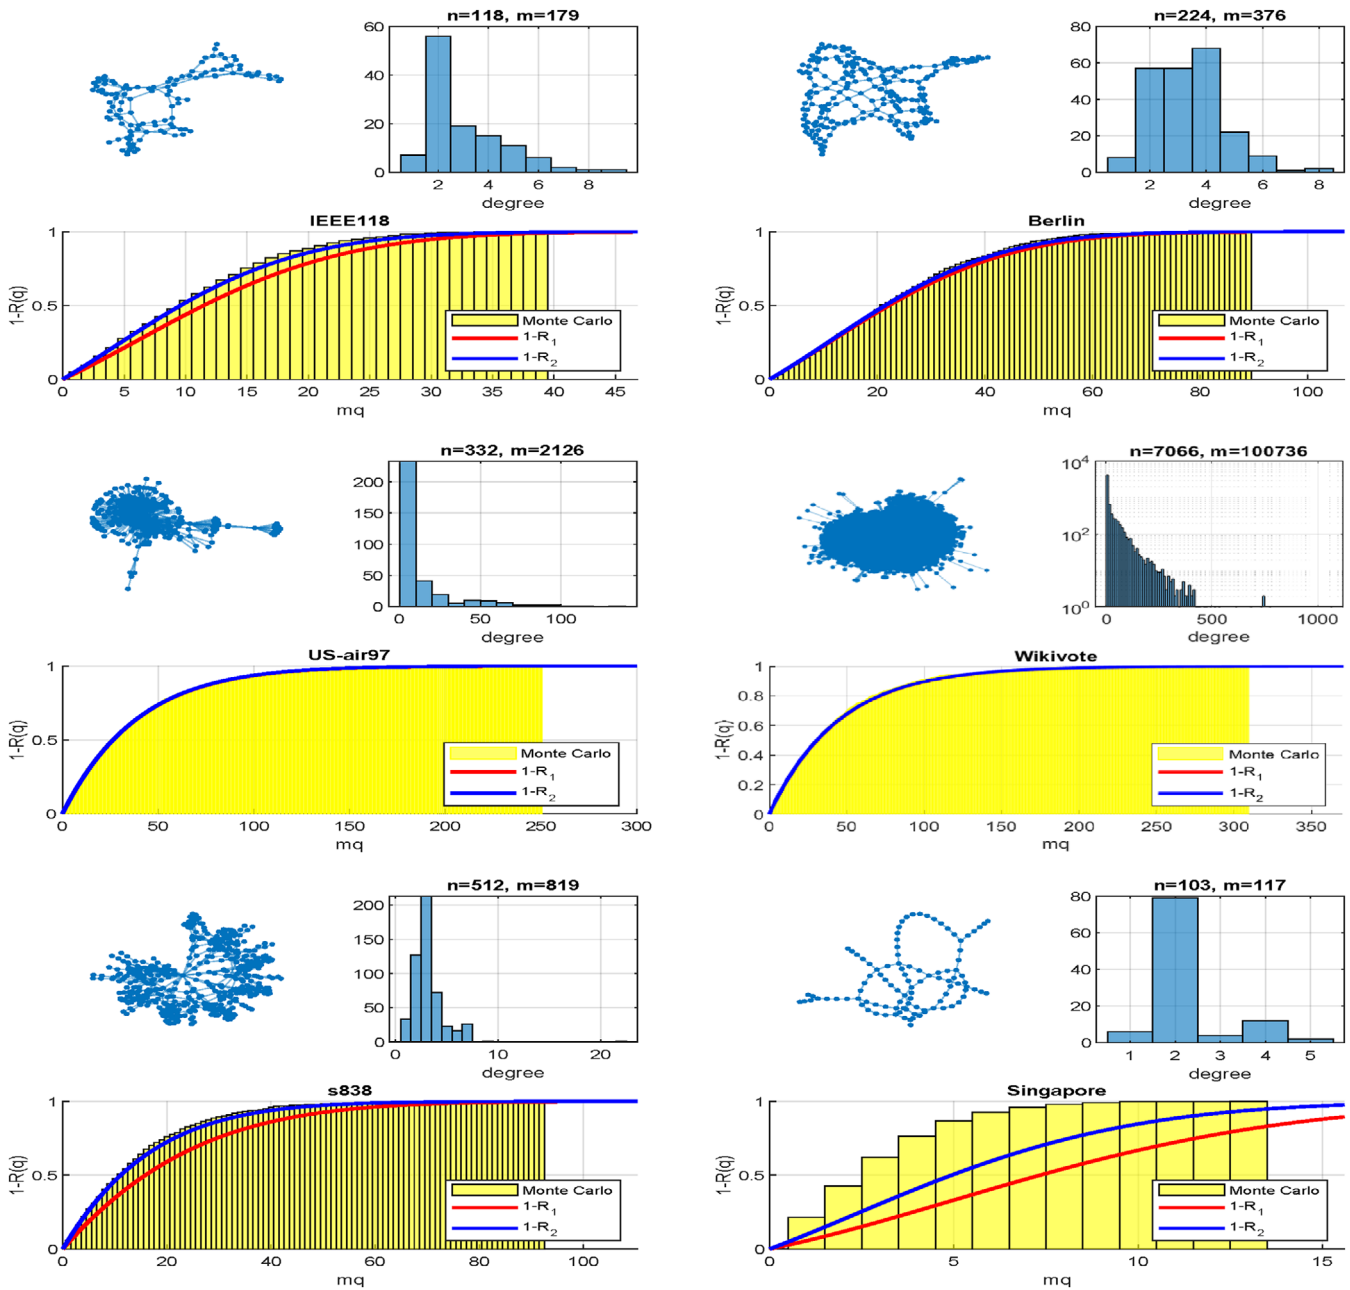 n=118, m=179
60
40
20
0
2 4 6 8
degree
IEEE118
1
0.5
0
1-R(q)
Monte Carlo
1-R1
1-R2
0 5 10 15 20 25 30 35 40 45
mq
n=224, m=376
80
60
40
20
0
2 4 6 8
degree
Berlin
1
0.5
0
1-R(q)
Monte Carlo
1-R1
1-R2
0 20 40 60 80 100
mq
n=332, m=2126
200
150
100
50
0
0 50 100
degree
US-air97
1
0.5
0
1-R(q)
Monte Carlo
1-R1
1-R2
0 50 100 150 200 250 300
mq
n=7066, m=100736
10^4
10^2
10^0
0 500 1000
degree
Wikivote
1
0.8
0.6
0.4
0.2
0
1-R(q)
Monte Carlo
1-R1
1-R2
0 50 100 150 200 250 300 350
mq
n=512, m=819
200
150
100
50
0
0 10 20
degree
s838
1
0.5
0
1-R(q)
Monte Carlo
1-R1
1-R2
0 20 40 60 80 100
mq
n=103, m=117
80
60
40
20
0
1 2 3 4 5
degree
Singapore
1
0.5
0
1-R(q)
Monte Carlo
1-R1
1-R2
0 5 10 15
mq